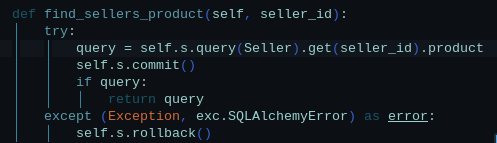 def find_sellers_product(self, seller_id):
    try:
        query = self.s.query(Seller).get(seller_id).product
        self.s.commit()
        if query:
            return query
    except (Exception, exc.SQLAlchemyError) as error:
        self.s.rollback()